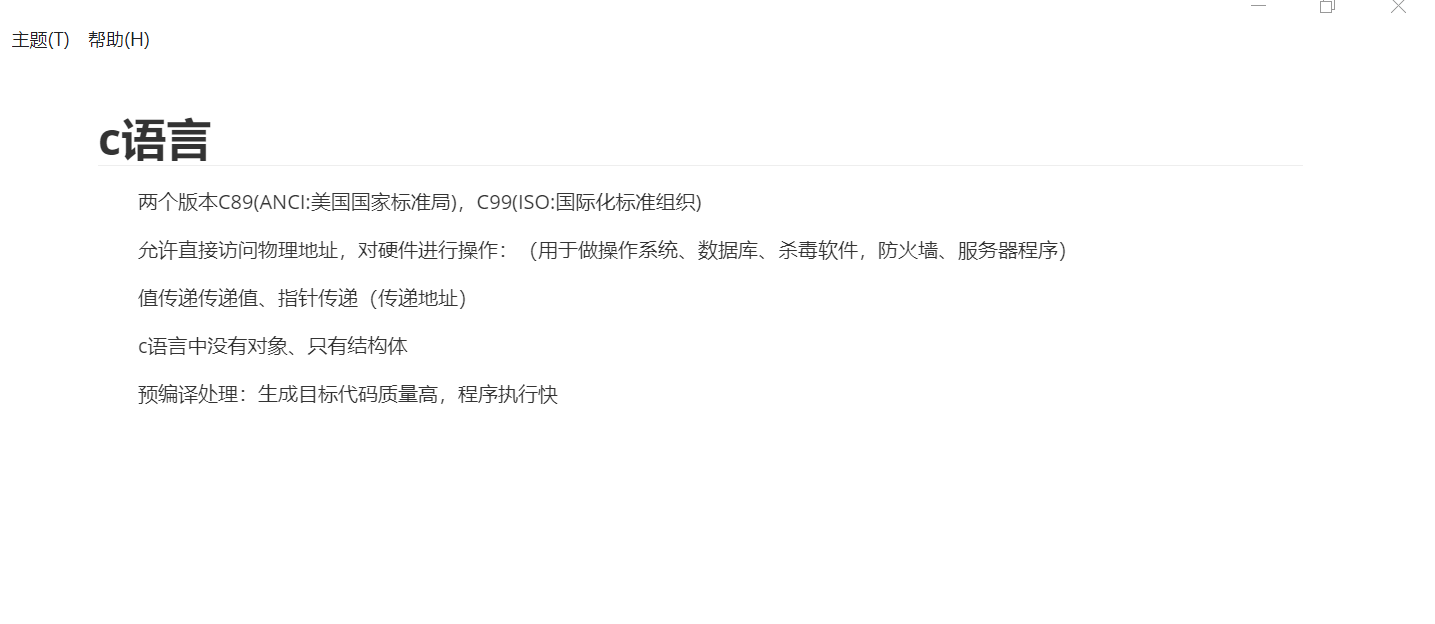 主题(T) 帮助(H)
c语言
两个版本C89(ANCI:美国国家标准局)，C99(ISO:国际化标准组织)
允许直接访问物理地址，对硬件进行操作：（用于做操作系统、数据库、杀毒软件，防火墙、服务器程序）
值传递传递值、指针传递（传递地址）
c语言中没有对象、只有结构体
预编译处理：生成目标代码质量高，程序执行快